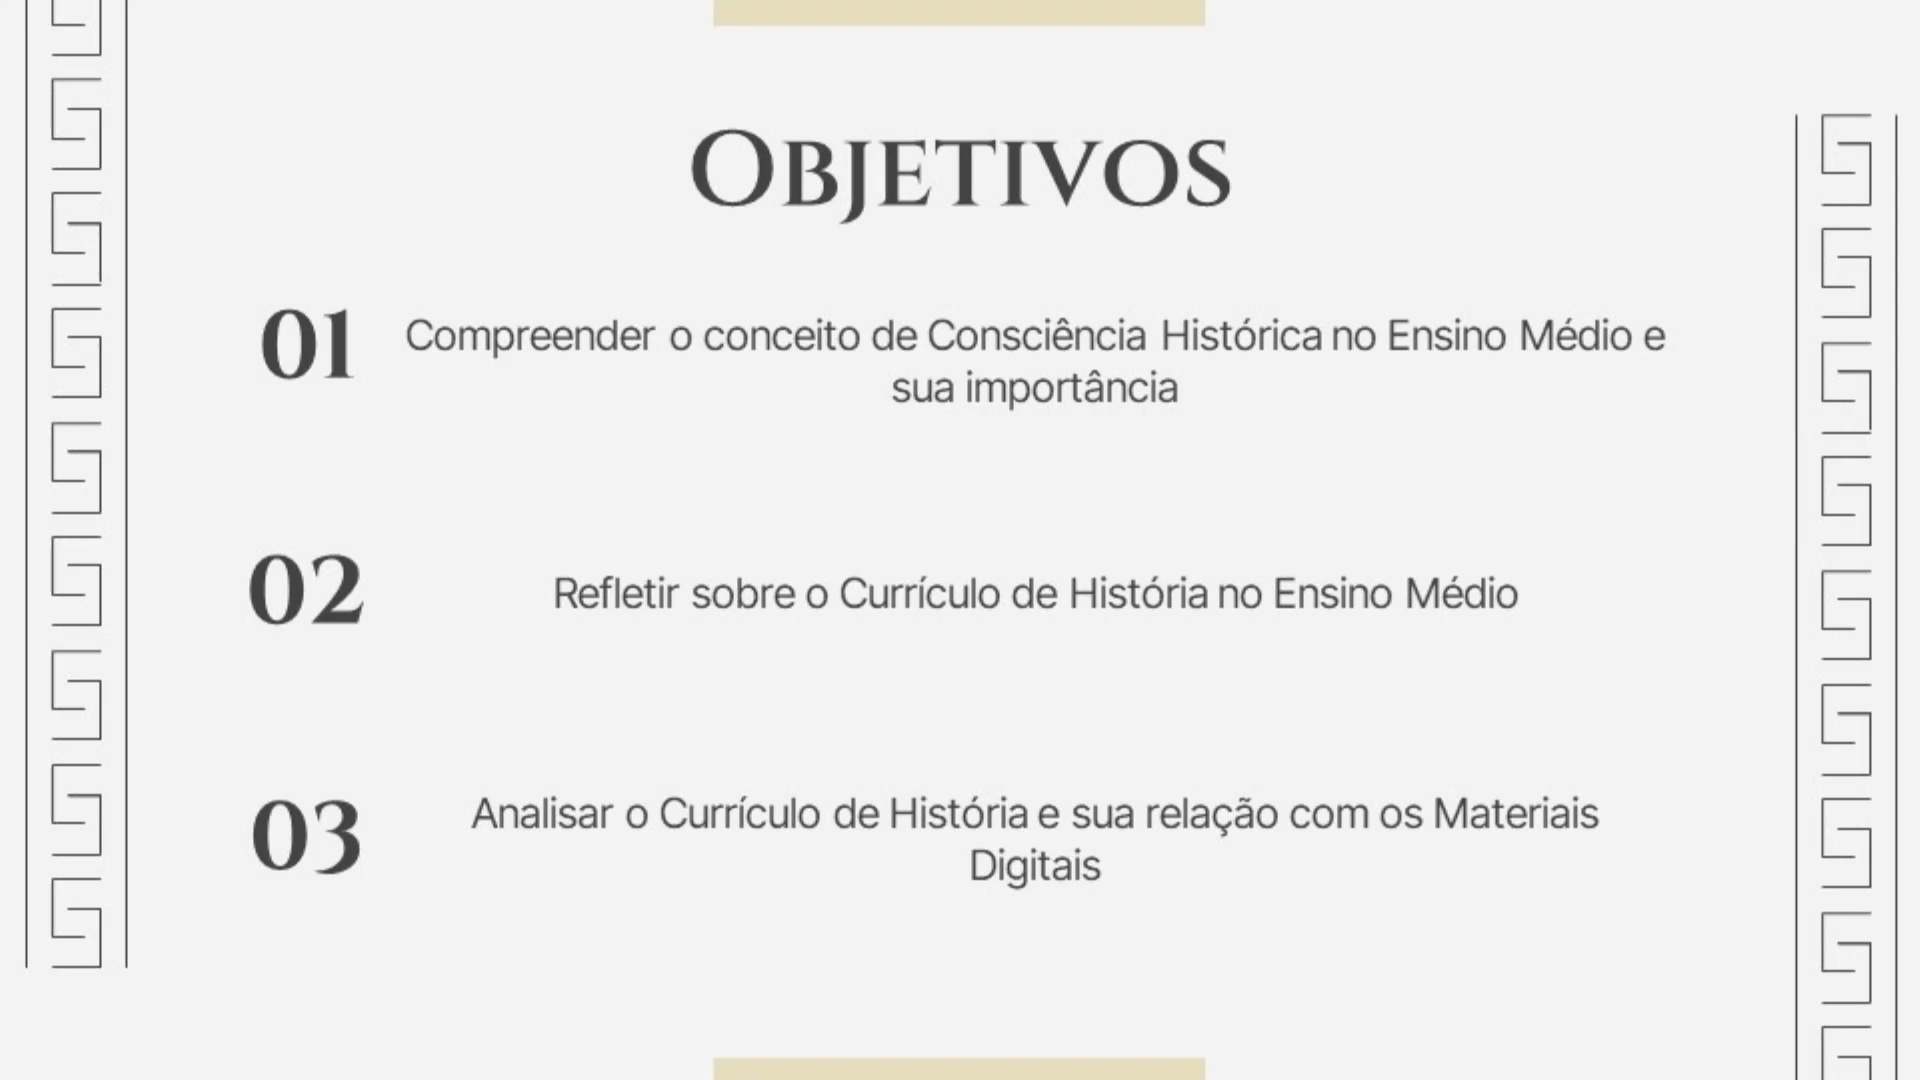 Objetivos
01
Compreender o conceito de Consciência Histórica no Ensino Médio e
sua importância
02
Refletir sobre o Currículo de História no Ensino Médio
03
Analisar o Currículo de História e sua relação com os Materiais
Digitais